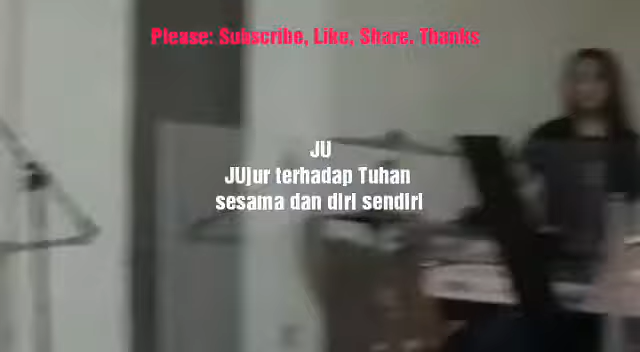 Please: Subscribe, Like, Share. Thanks
JU
JUjur terhadap Tuhan
sesama dan diri sendiri